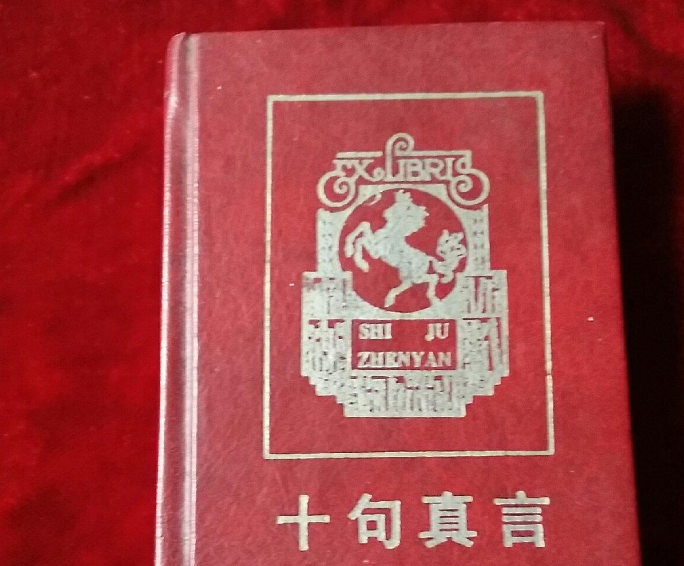 EX LIBRIS
SHI JU
ZHENYAN
十句真言